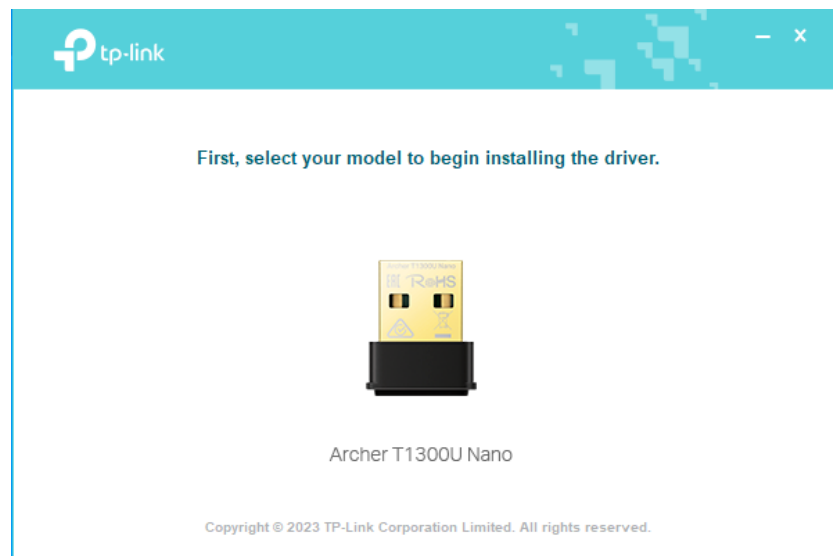 tp-link
First, select your model to begin installing the driver.
Archer T1300U Nano
RoHS
Archer T1300U Nano
Copyright © 2023 TP-Link Corporation Limited. All rights reserved.